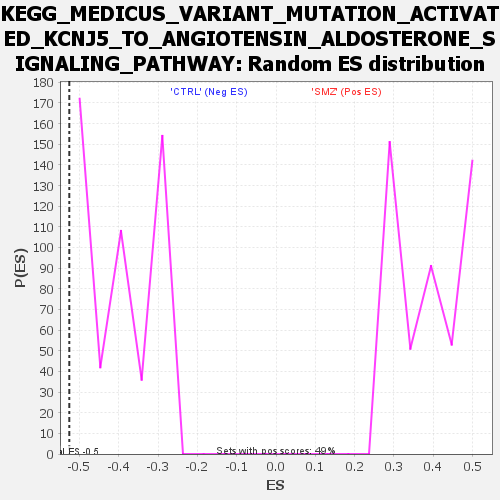 KEGG_MEDICUS_VARIANT_MUTATION_ACTIVAT
ED_KCNJ5_TO_ANGIOTENSIN_ALDOSTERONE_S
IGNALING_PATHWAY: Random ES distribution
'CTRL' (Neg ES)
'SMZ' (Pos ES)
180
170
160
150
140
130
120
110
100
90
80
70
60
50
40
30
20
10
0
P(ES)
Sets with pos scores: 49%
-0.5 -0.4 -0.3 -0.2 -0.1 0.0 0.1 0.2 0.3 0.4 0.5
ES